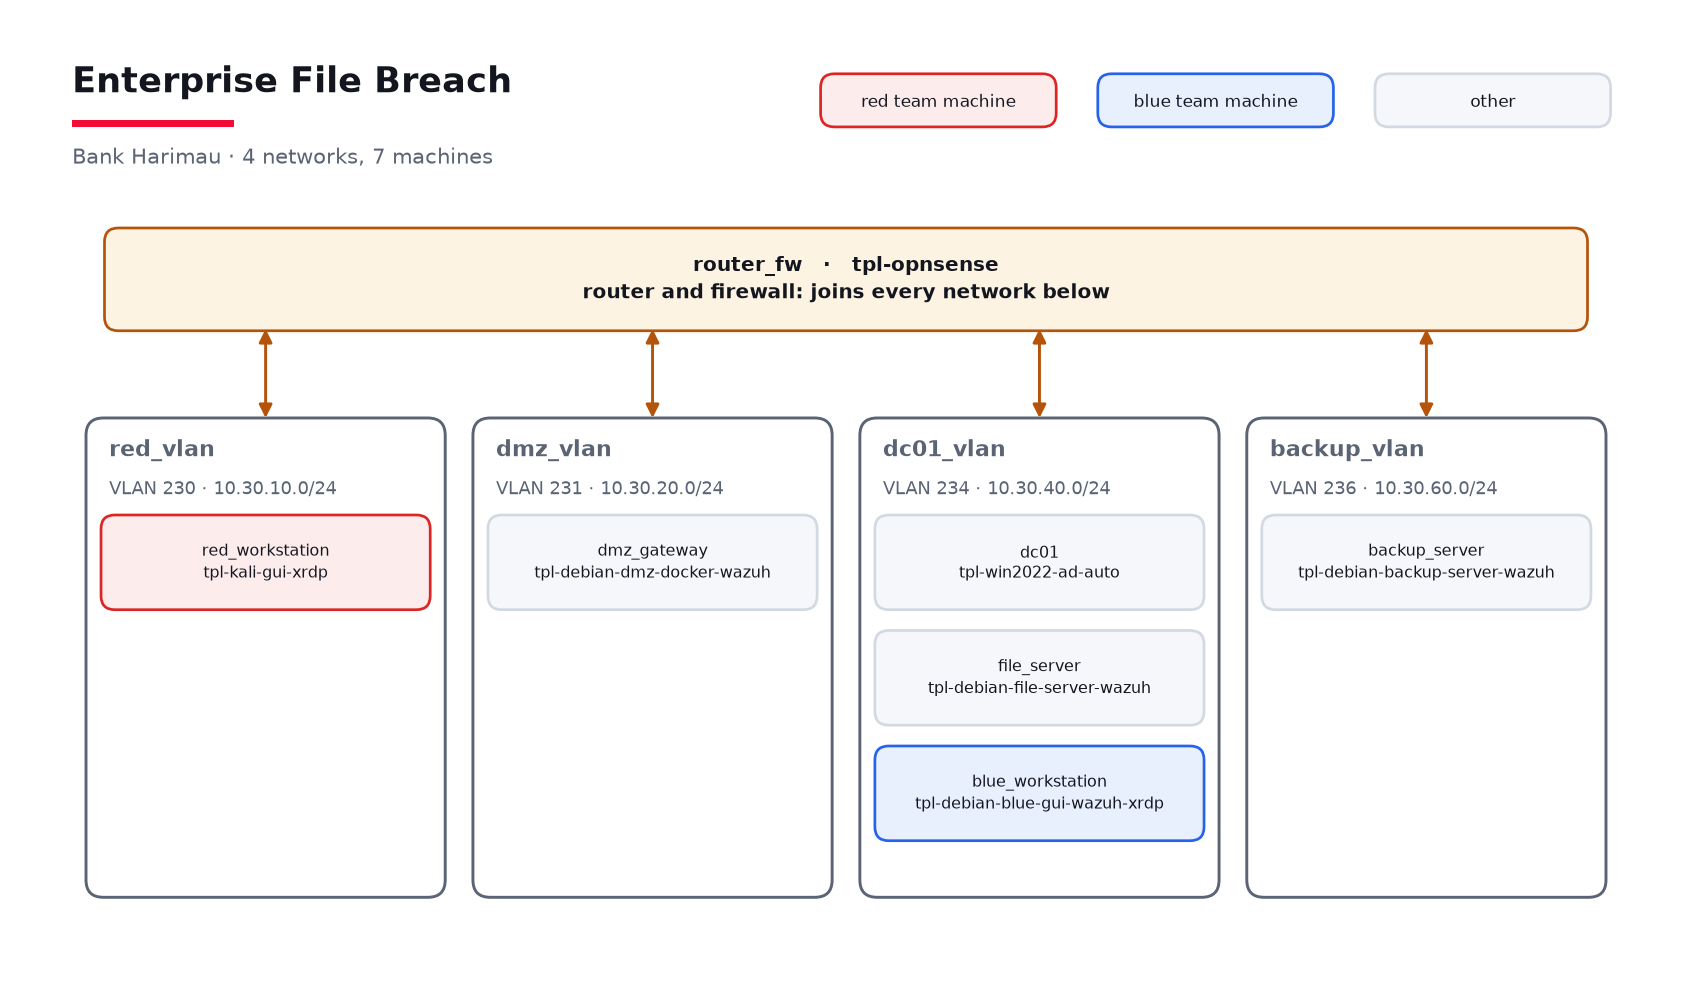 Enterprise File Breach
Bank Harimau · 4 networks, 7 machines
red team machine
blue team machine
other
router_fw · tpl-opnsense
router and firewall: joins every network below
red_vlan
VLAN 230 · 10.30.10.0/24
red_workstation
tpl-kali-gui-xrdp
dmz_vlan
VLAN 231 · 10.30.20.0/24
dmz_gateway
tpl-debian-dmz-docker-wazuh
dc01_vlan
VLAN 234 · 10.30.40.0/24
dc01
tpl-win2022-ad-auto
file_server
tpl-debian-file-server-wazuh
blue_workstation
tpl-debian-blue-gui-wazuh-xrdp
backup_vlan
VLAN 236 · 10.30.60.0/24
backup_server
tpl-debian-backup-server-wazuh